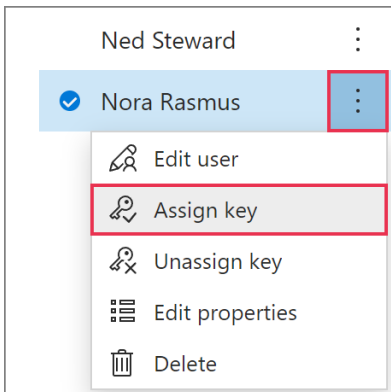 Ned Steward
Nora Rasmus
Edit user
Assign key
Unassign key
Edit properties
Delete